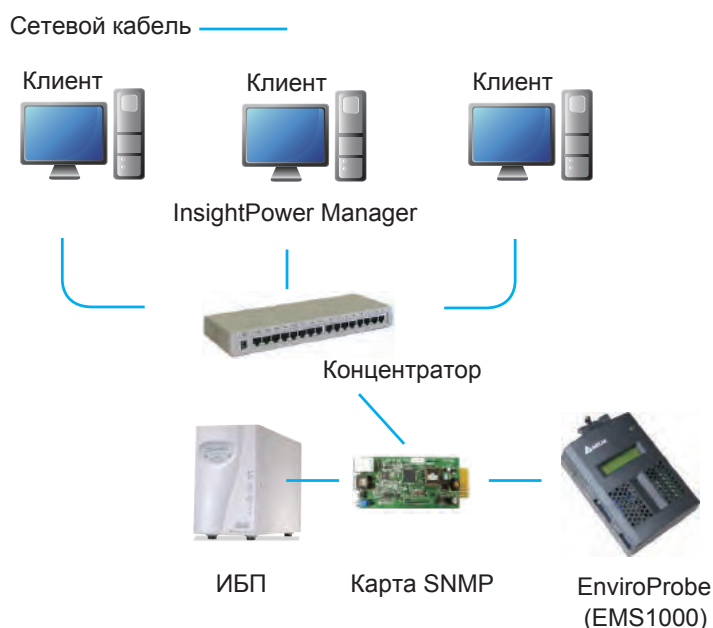 Сетевой кабель
Клиент
Клиент
Клиент
InsightPower Manager
Концентратор
ИБП
Карта SNMP
EnviroProbe
(EMS1000)